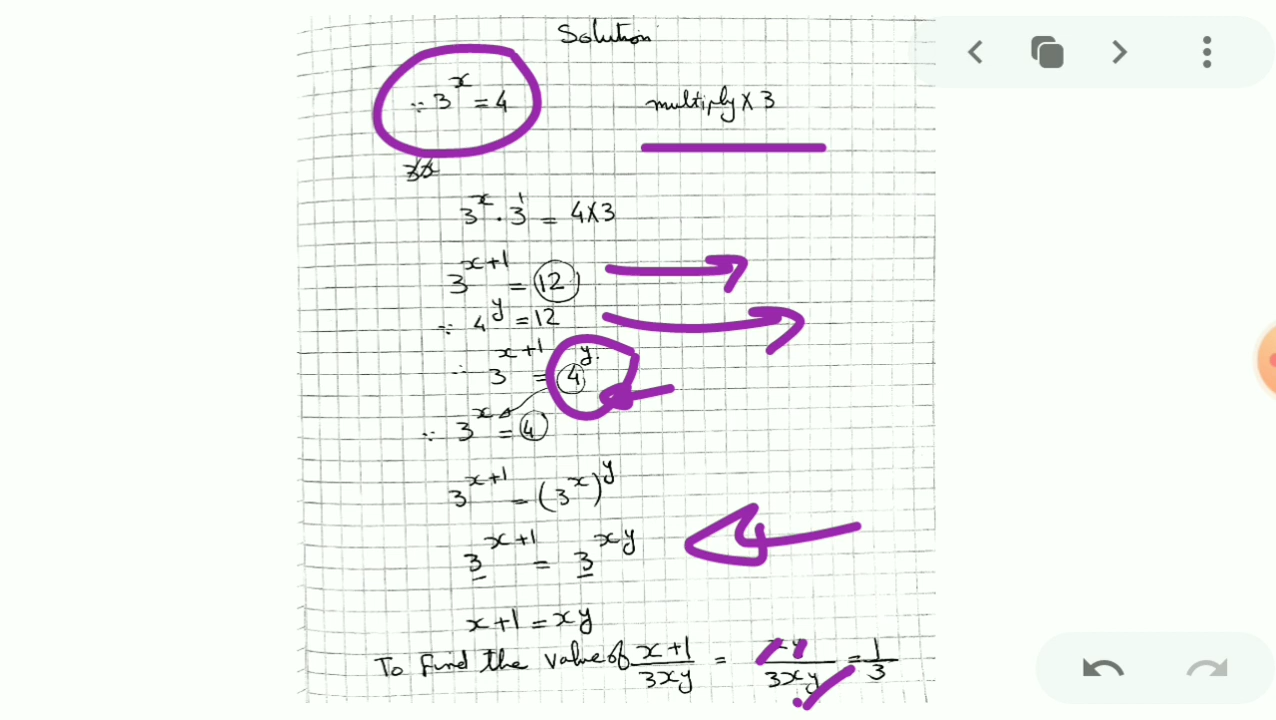 Solution
∵ 3^x = 4 multiply × 3
3^x · 3^1 = 4×3
3^(x+1) = 12
∵ 4^y = 12
∴ 3^(x+1) = 4^y
∵ 3^x = 4
3^(x+1) = (3^x)^y
3^(x+1) = 3^(xy)
x+1 = xy
To Find the value of (x+1)/(3xy) = (xy)/(3xy) = 1/3